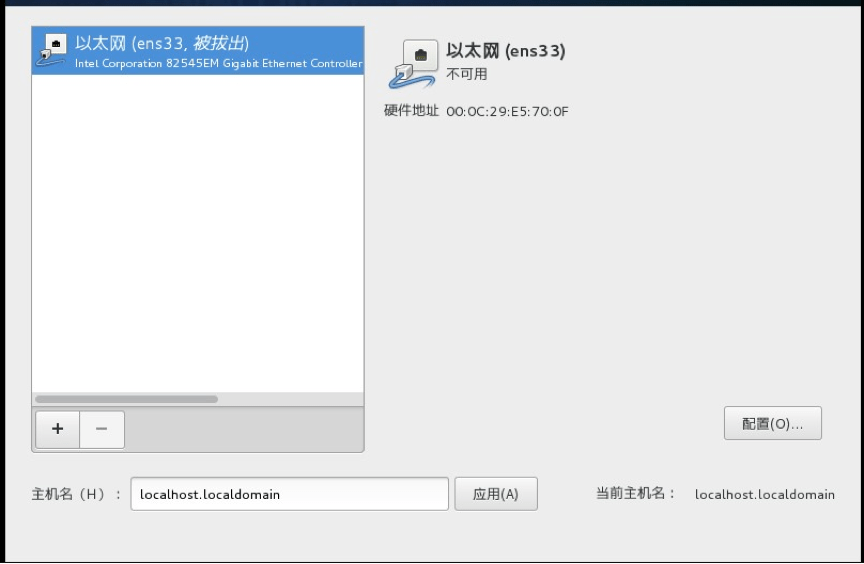 以太网 (ens33, 被拔出)
Intel Corporation 82545EM Gigabit Ethernet Controller
以太网 (ens33)
不可用
硬件地址 00:0C:29:E5:70:0F
+ −
配置(O)...
主机名（H）： localhost.localdomain 应用(A) 当前主机名： localhost.localdomain